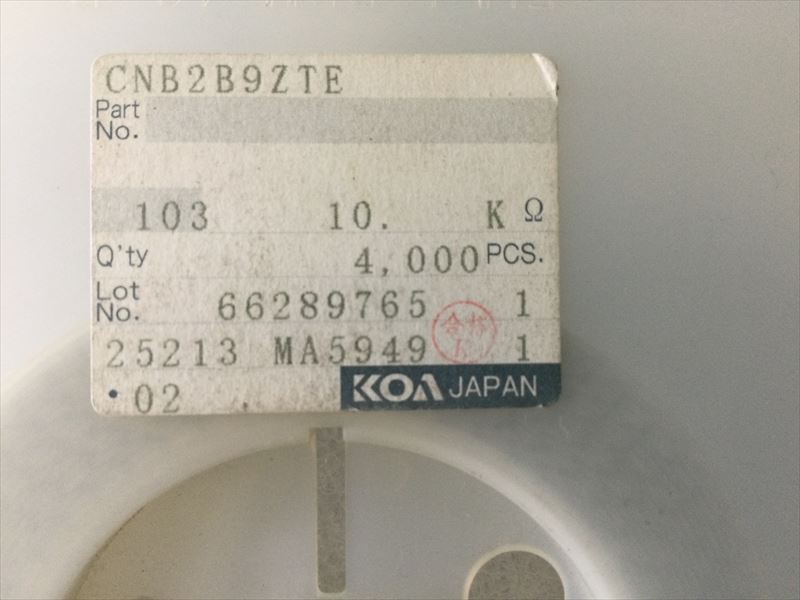 CNB2B9ZTE
Part
No.
103 10. K Ω
Q'ty 4,000 PCS.
Lot
No. 66289765 1
25213 MA5949 1
• 02
KOA JAPAN